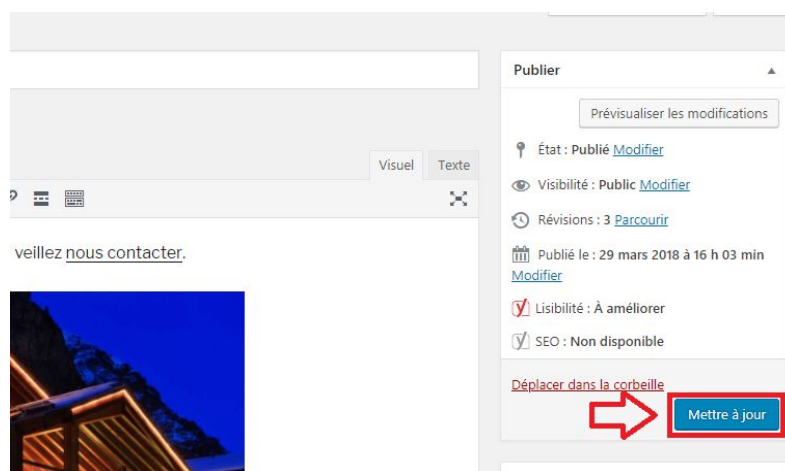 Publier
Prévisualiser les modifications
État : Publié Modifier
Visuel Texte
Visibilité : Public Modifier
Révisions : 3 Parcourir
veillez nous contacter.
Publié le : 29 mars 2018 à 16 h 03 min
Modifier
Lisibilité : À améliorer
SEO : Non disponible
Déplacer dans la corbeille
Mettre à jour